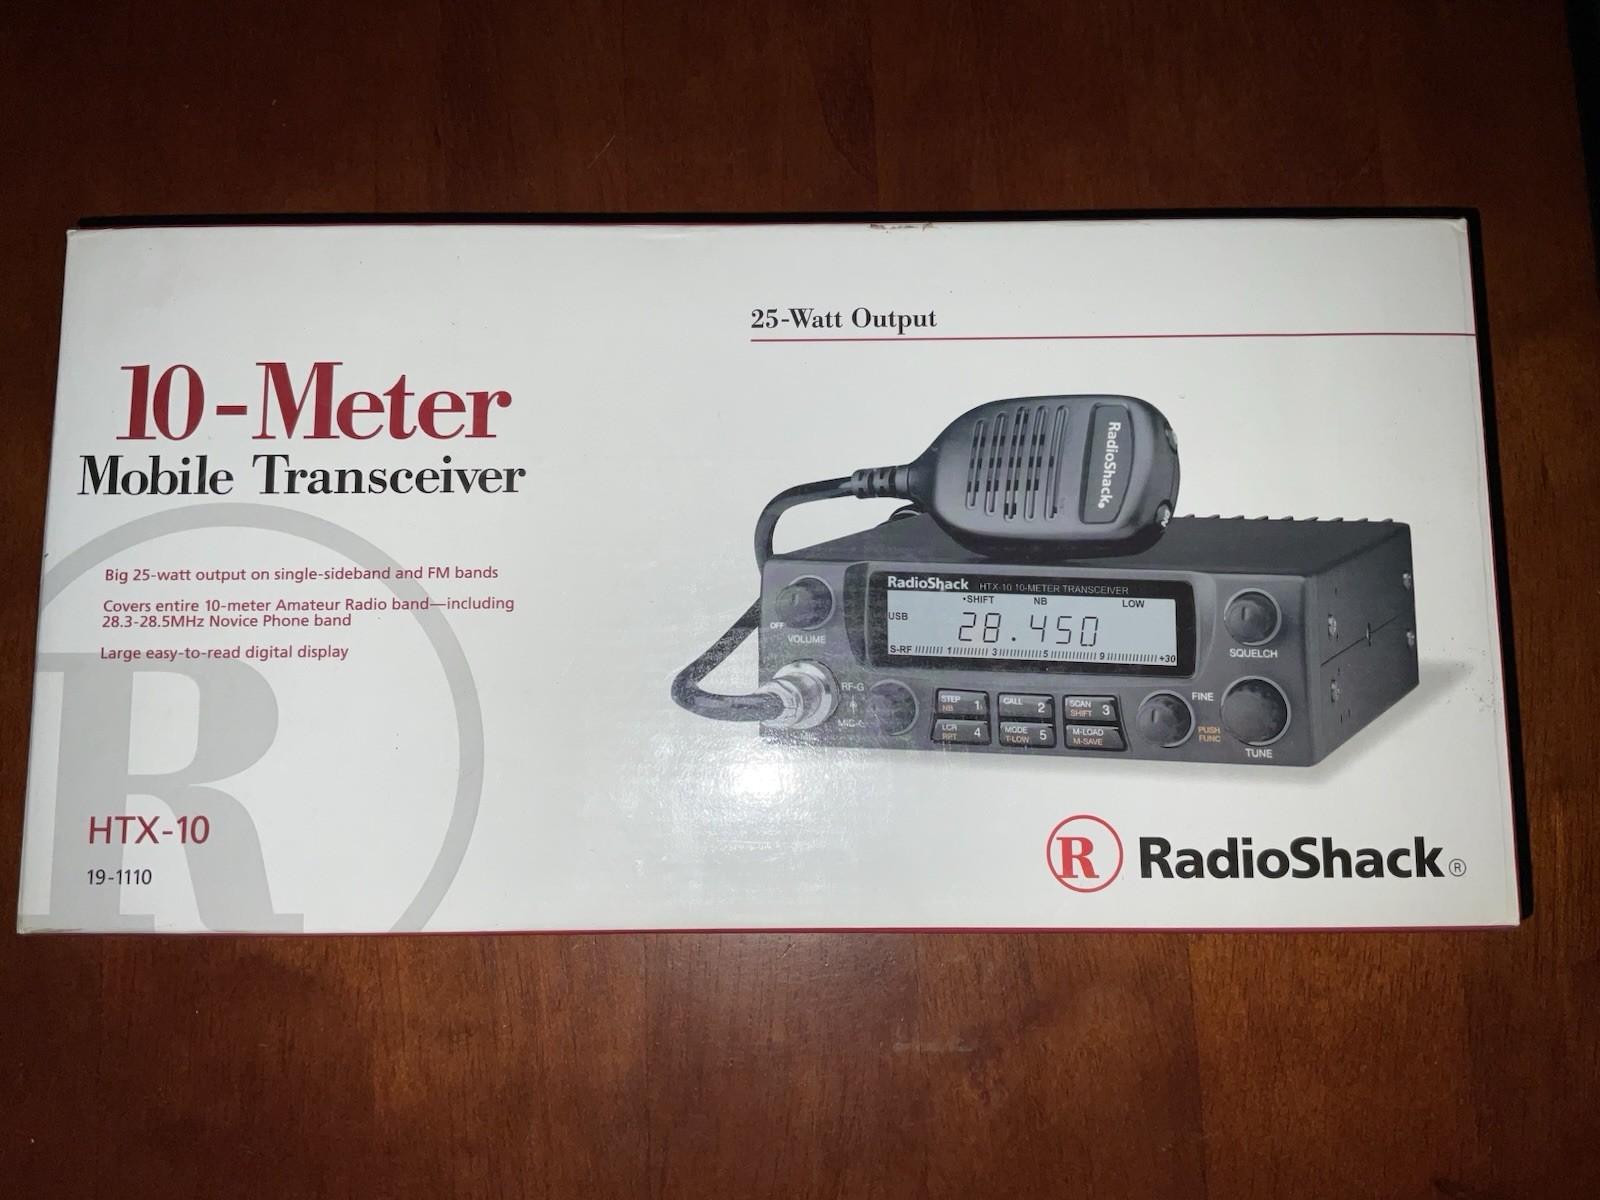 25-Watt Output
10-Meter
Mobile Transceiver
Big 25-watt output on single-sideband and FM bands
Covers entire 10-meter Amateur Radio band—including
28.3-28.5MHz Novice Phone band
Large easy-to-read digital display
HTX-10
19-1110
RadioShack®
RadioShack HTX-10 10-METER TRANSCEIVER
•SHIFT NB LOW
USB
28.450
S-RF 1 3 5 9 +30
OFF
VOLUME
SQUELCH
RF-G
MIC
STEP
NB 1
CALL 2
SCAN
SHIFT 3
LCR
RPT 4
MODE
T-LOW 5
M-LOAD
M-SAVE
FINE
PUSH
FUNC
TUNE
R RadioShack®